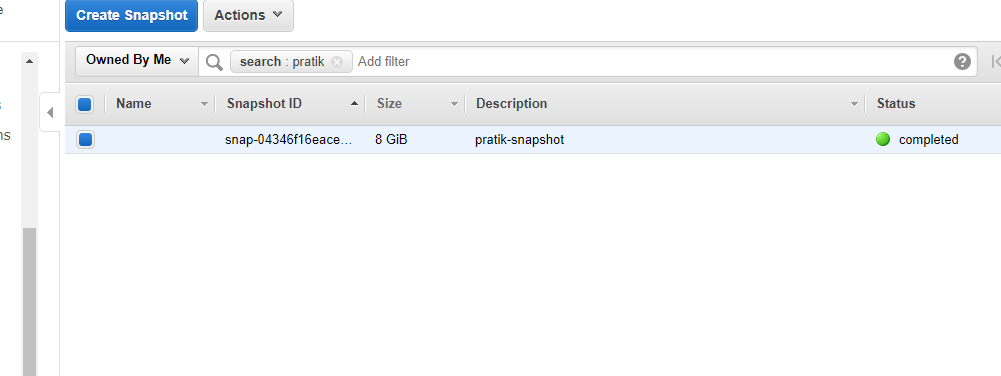 e
Create Snapshot Actions
Owned By Me search : pratik Add filter ?
Name Snapshot ID Size Description Status
s
snap-04346f16eace... 8 GiB pratik-snapshot completed
ns